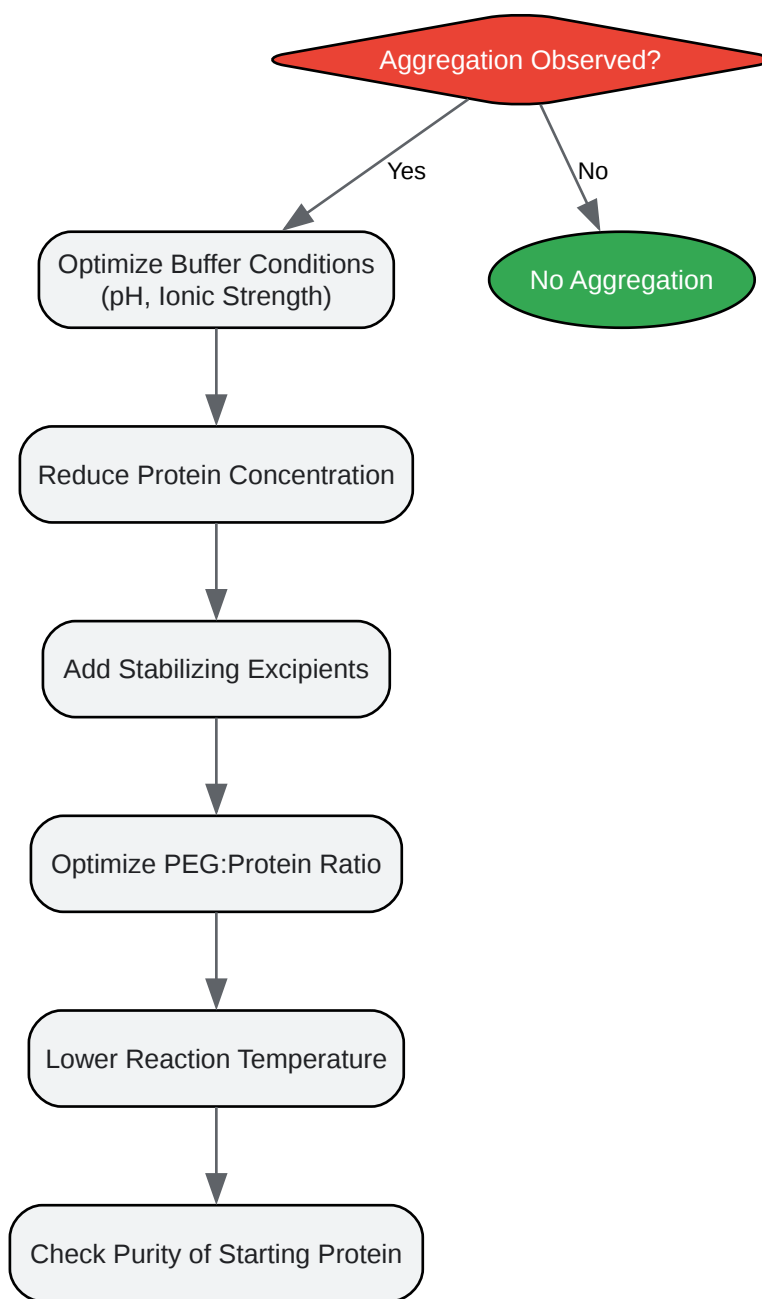 Aggregation Observed?
Yes
No
Optimize Buffer Conditions
(pH, Ionic Strength)
No Aggregation
Reduce Protein Concentration
Add Stabilizing Excipients
Optimize PEG:Protein Ratio
Lower Reaction Temperature
Check Purity of Starting Protein